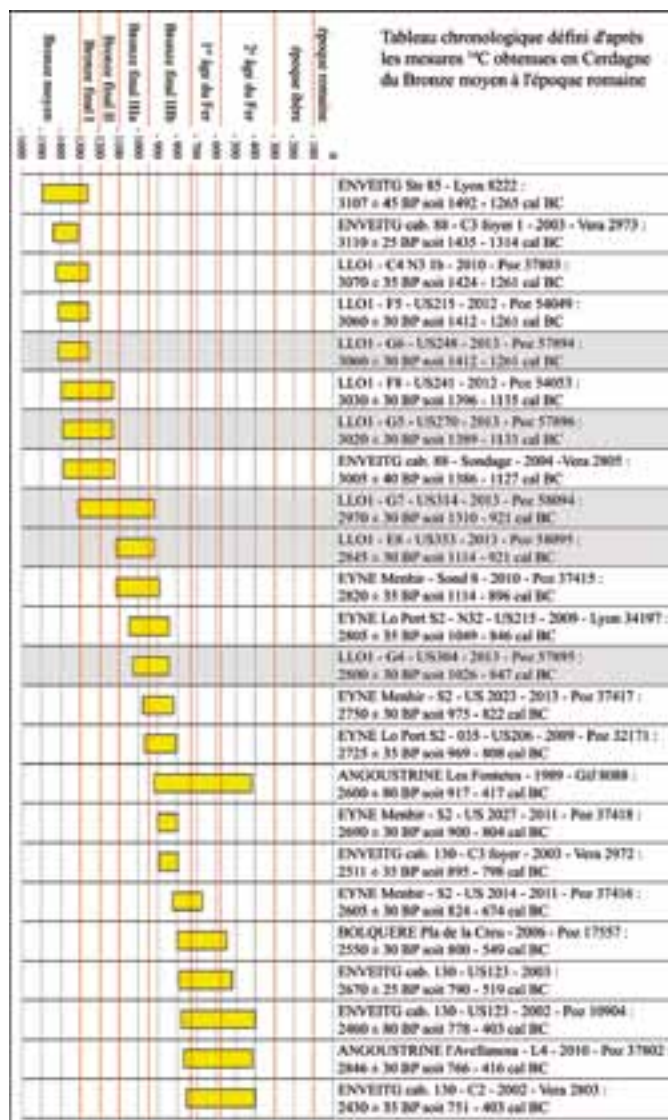 Tableau chronologique défini d'après
les mesures ¹⁴C obtenues en Cerdagne
du Bronze moyen à l'époque romaine
Bronze moyen
Bronze final I
Bronze final II
Bronze final IIIa
Bronze final IIIb
1er âge du Fer
2e âge du Fer
époque ibère
époque romaine
ENVEITG Str 85 - Lyon 8222 :
3107 ± 45 BP soit 1492 - 1265 cal BC
ENVEITG cab. 88 - C3 foyer 1 - 2003 - Vera 2973 :
3110 ± 25 BP soit 1435 - 1314 cal BC
LLO1 - C4 N3 1b - 2010 - Poz 37803 :
3070 ± 35 BP soit 1424 - 1261 cal BC
LLO1 - F5 - US215 - 2012 - Poz 54049 :
3060 ± 30 BP soit 1412 - 1261 cal BC
LLO1 - G6 - US248 - 2013 - Poz 57894 :
3060 ± 30 BP soit 1412 - 1261 cal BC
LLO1 - F8 - US241 - 2012 - Poz 54053 :
3030 ± 30 BP soit 1396 - 1135 cal BC
LLO1 - G5 - US270 - 2013 - Poz 57896 :
3020 ± 30 BP soit 1389 - 1131 cal BC
ENVEITG cab. 88 - Sondage - 2004 -Vera 2805 :
3005 ± 40 BP soit 1386 - 1127 cal BC
LLO1 - G7 - US314 - 2013 - Poz 58094 :
2970 ± 30 BP soit 1310 - 921 cal BC
LLO1 - E8 - US353 - 2013 - Poz 58095 :
2845 ± 30 BP soit 1114 - 921 cal BC
EYNE Menhir - Sond 8 - 2010 - Poz 37415 :
2820 ± 35 BP soit 1114 - 896 cal BC
EYNE Lo Port S2 - N32 - US215 - 2009 - Lyon 34197 :
2805 ± 35 BP soit 1049 - 846 cal BC
LLO1 - G4 - US304 - 2013 - Poz 57895 :
2800 ± 30 BP soit 1026 - 847 cal BC
EYNE Menhir - S2 - US 2023 - 2013 - Poz 37417 :
2750 ± 30 BP soit 975 - 822 cal BC
EYNE Lo Port S2 - 035 - US206 - 2009 - Poz 32171 :
2725 ± 35 BP soit 969 - 808 cal BC
ANGOUSTRINE Les Fontetes - 1989 - Gif 8088 :
2600 ± 80 BP soit 917 - 417 cal BC
EYNE Menhir - S2 - US 2027 - 2011 - Poz 37418 :
2690 ± 30 BP soit 900 - 804 cal BC
ENVEITG cab. 130 - C3 foyer - 2003 - Vera 2972 :
2511 ± 35 BP soit 895 - 798 cal BC
EYNE Menhir - S2 - US 2014 - 2011 - Poz 37416 :
2605 ± 30 BP soit 824 - 674 cal BC
BOLQUERE Pla de la Creu - 2006 - Poz 17557 :
2550 ± 30 BP soit 800 - 549 cal BC
ENVEITG cab. 130 - US123 - 2003 :
2670 ± 25 BP soit 790 - 519 cal BC
ENVEITG cab. 130 - US123 - 2002 - Poz 10904 :
2460 ± 80 BP soit 778 - 403 cal BC
ANGOUSTRINE l'Avellanosa - L4 - 2010 - Poz 37802 :
2846 ± 30 BP soit 766 - 416 cal BC
ENVEITG cab. 130 - C2 - 2002 - Vera 2803 :
2430 ± 35 BP soit 751 - 403 cal BC